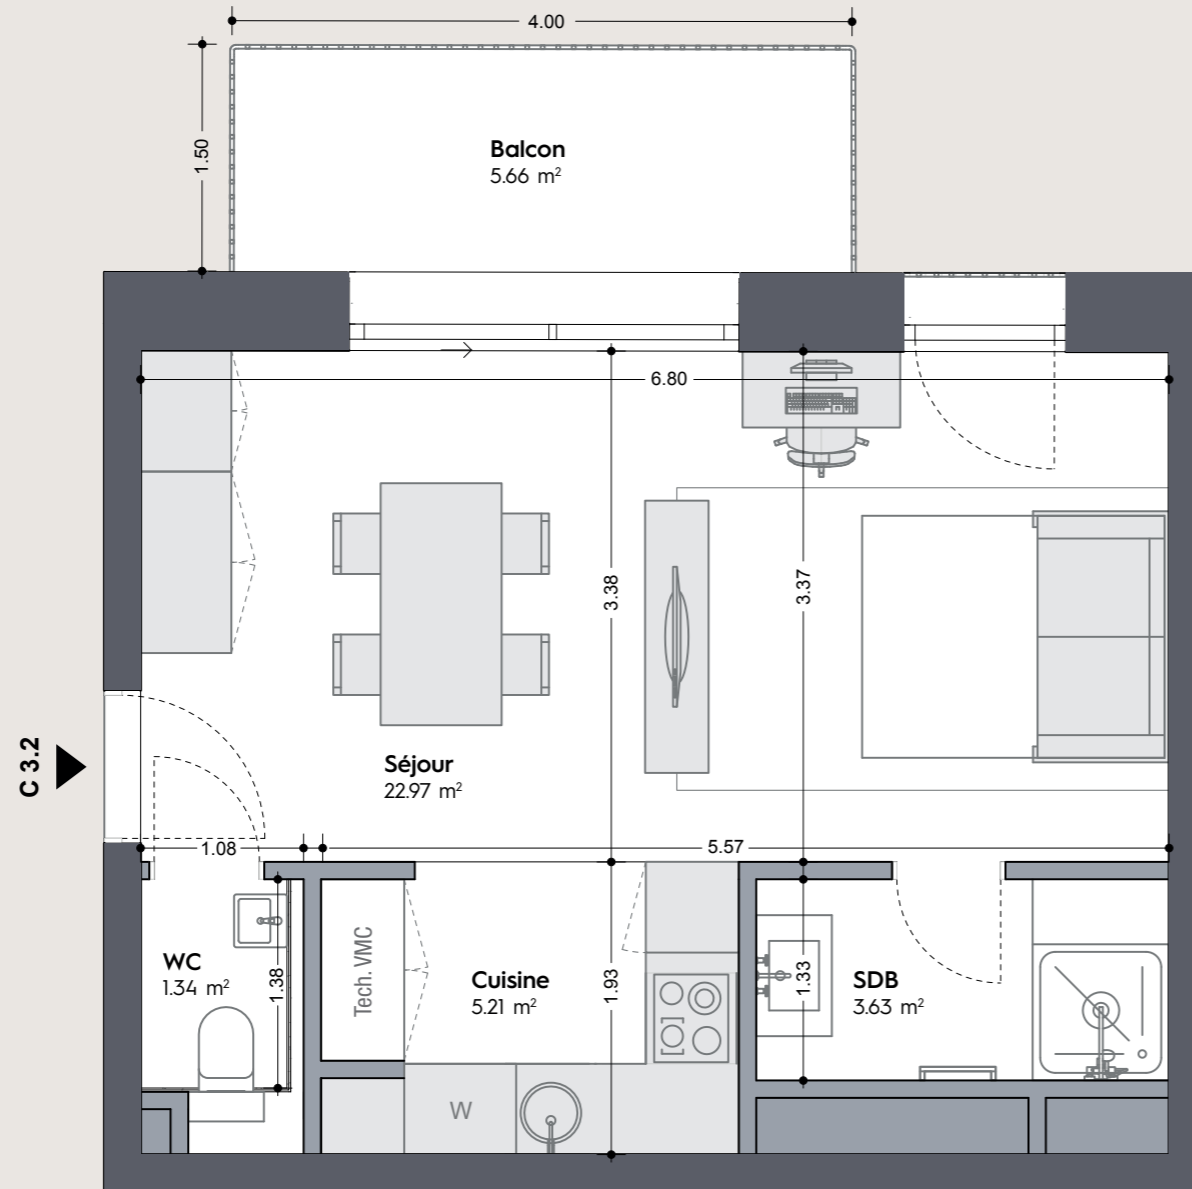 4.00
1.50
Balcon
5.66 m²
6.80
3.38
3.37
C 3.2
Séjour
22.97 m²
1.08
5.57
WC
1.34 m²
1.38
Tech. VMC
Cuisine
5.21 m²
1.93
1.33
SDB
3.63 m²
W